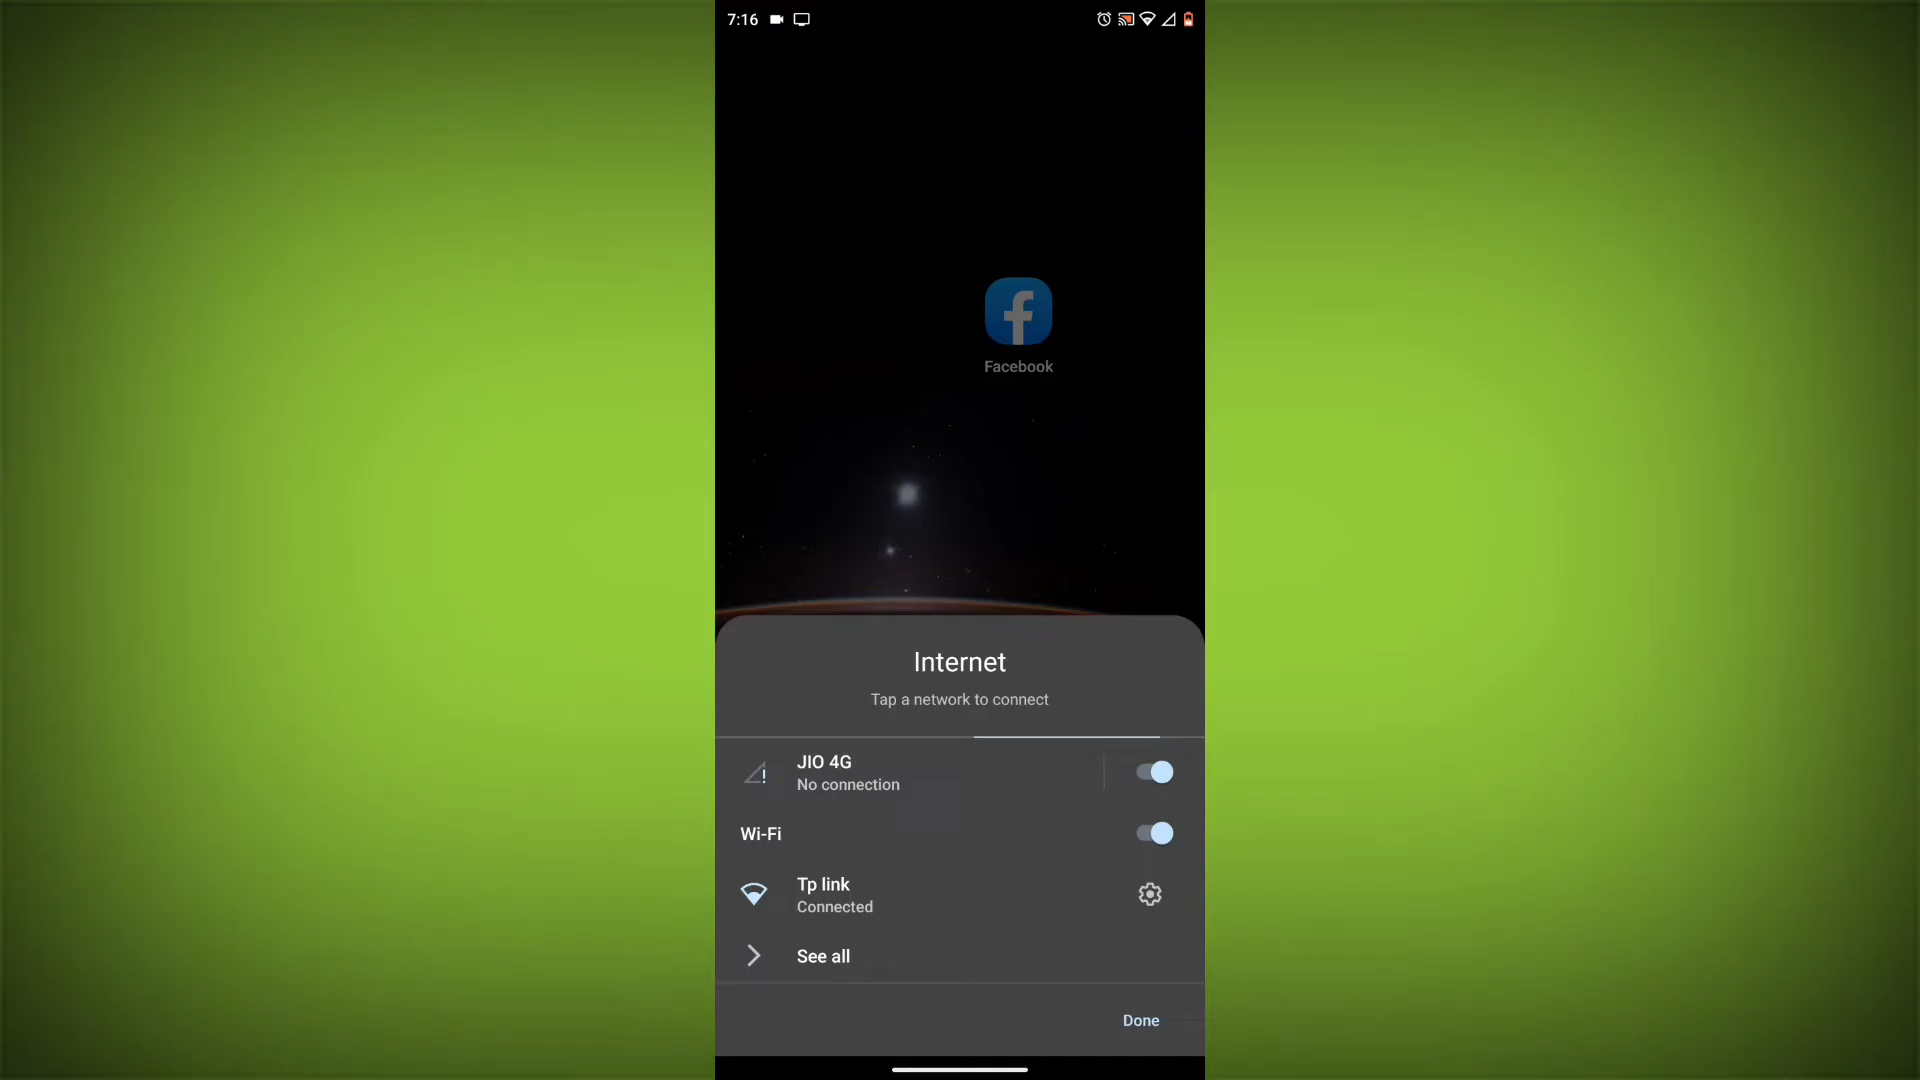 7:16
Facebook
Internet
Tap a network to connect
JIO 4G
No connection
Wi-Fi
Tp link
Connected
See all
Done